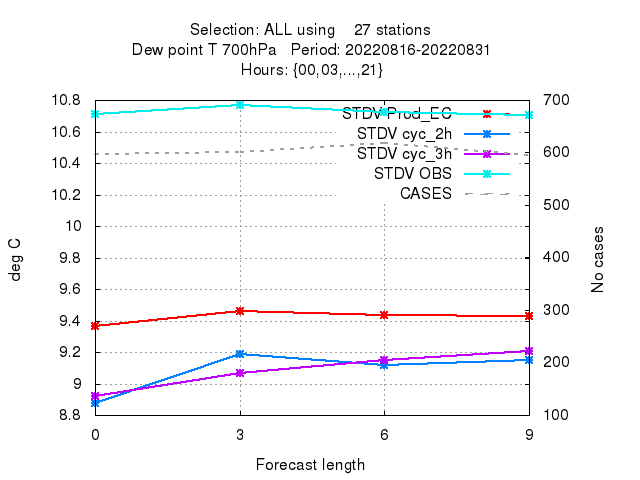 Selection: ALL using    27 stations
Dew point T 700hPa   Period: 20220816-20220831
Hours: {00,03,...,21}
10.8
10.6
10.4
10.2
10
9.8
9.6
9.4
9.2
9
8.8
700
600
500
400
300
200
100
STDV Prod_EC
STDV cyc_2h
STDV cyc_3h
STDV OBS
CASES
deg C
No cases
0 3 6 9
Forecast length